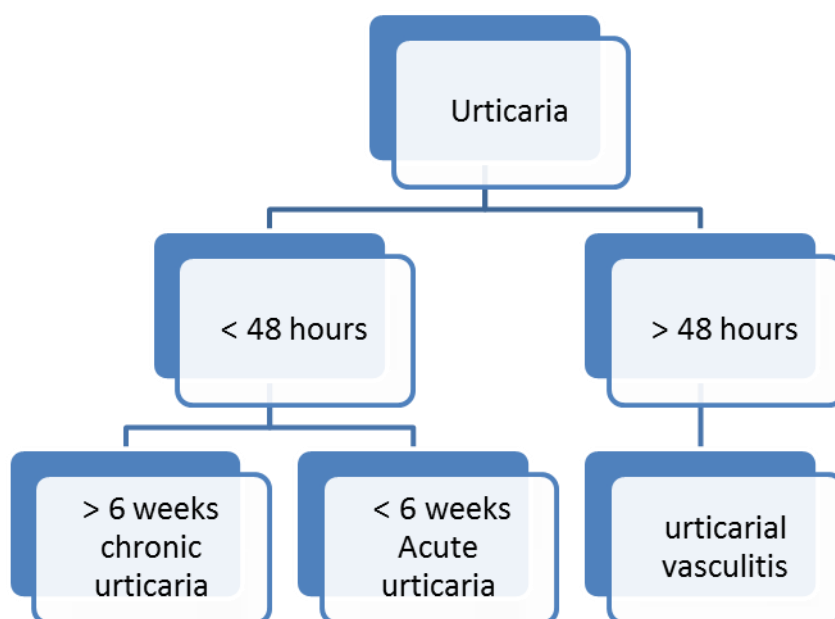 Urticaria
< 48 hours
> 48 hours
> 6 weeks
chronic
urticaria
< 6 weeks
Acute
urticaria
urticarial
vasculitis